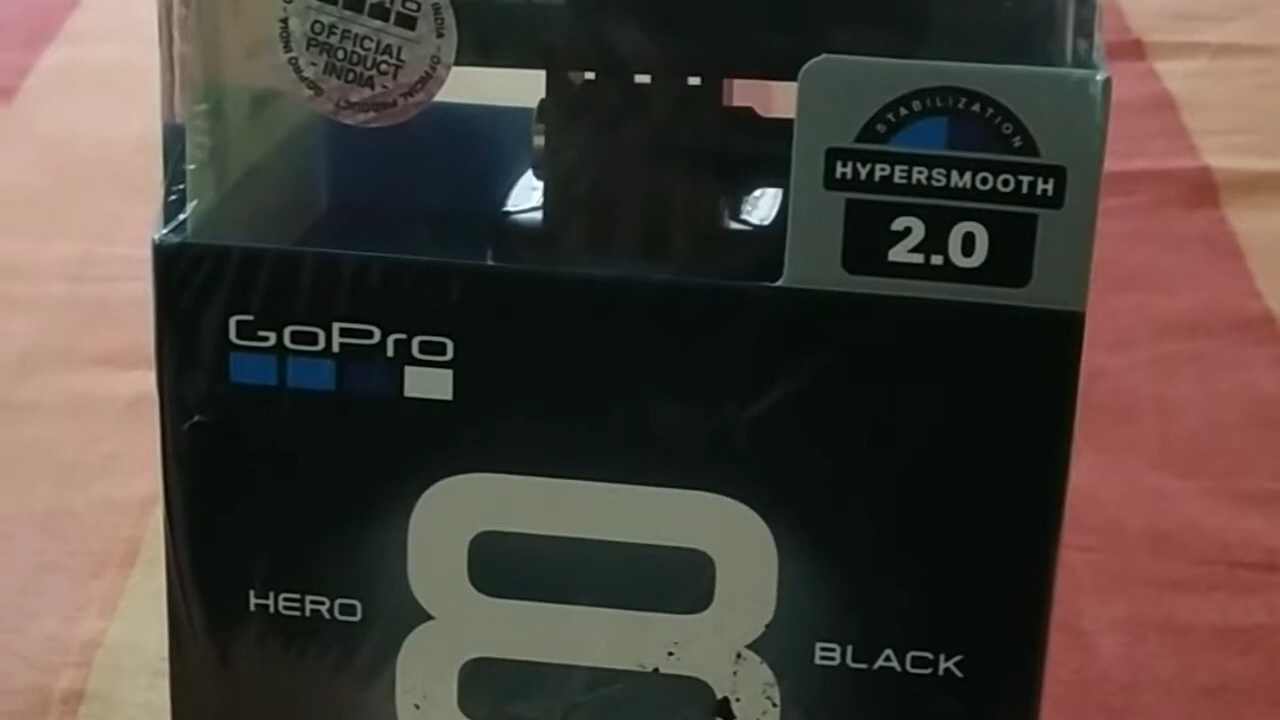 OFFICIAL
PRODUCT
- INDIA -
STABILIZATION
HYPERSMOOTH
2.0
GoPro
HERO
8
BLACK